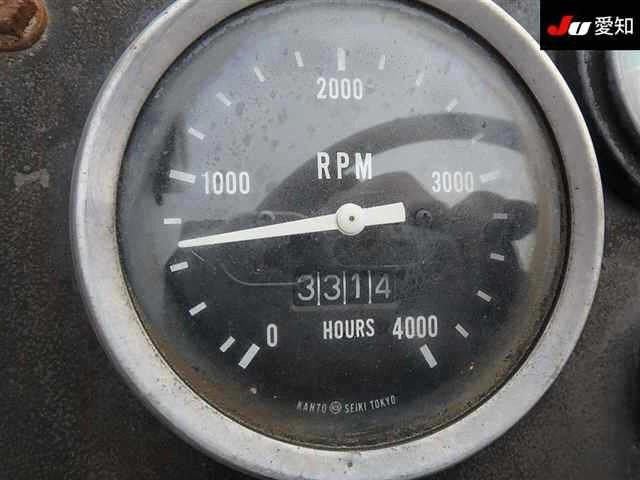 JU 愛知
2000
RPM
1000
3000
3314
0 HOURS 4000
KANTO SEIKI TOKYO